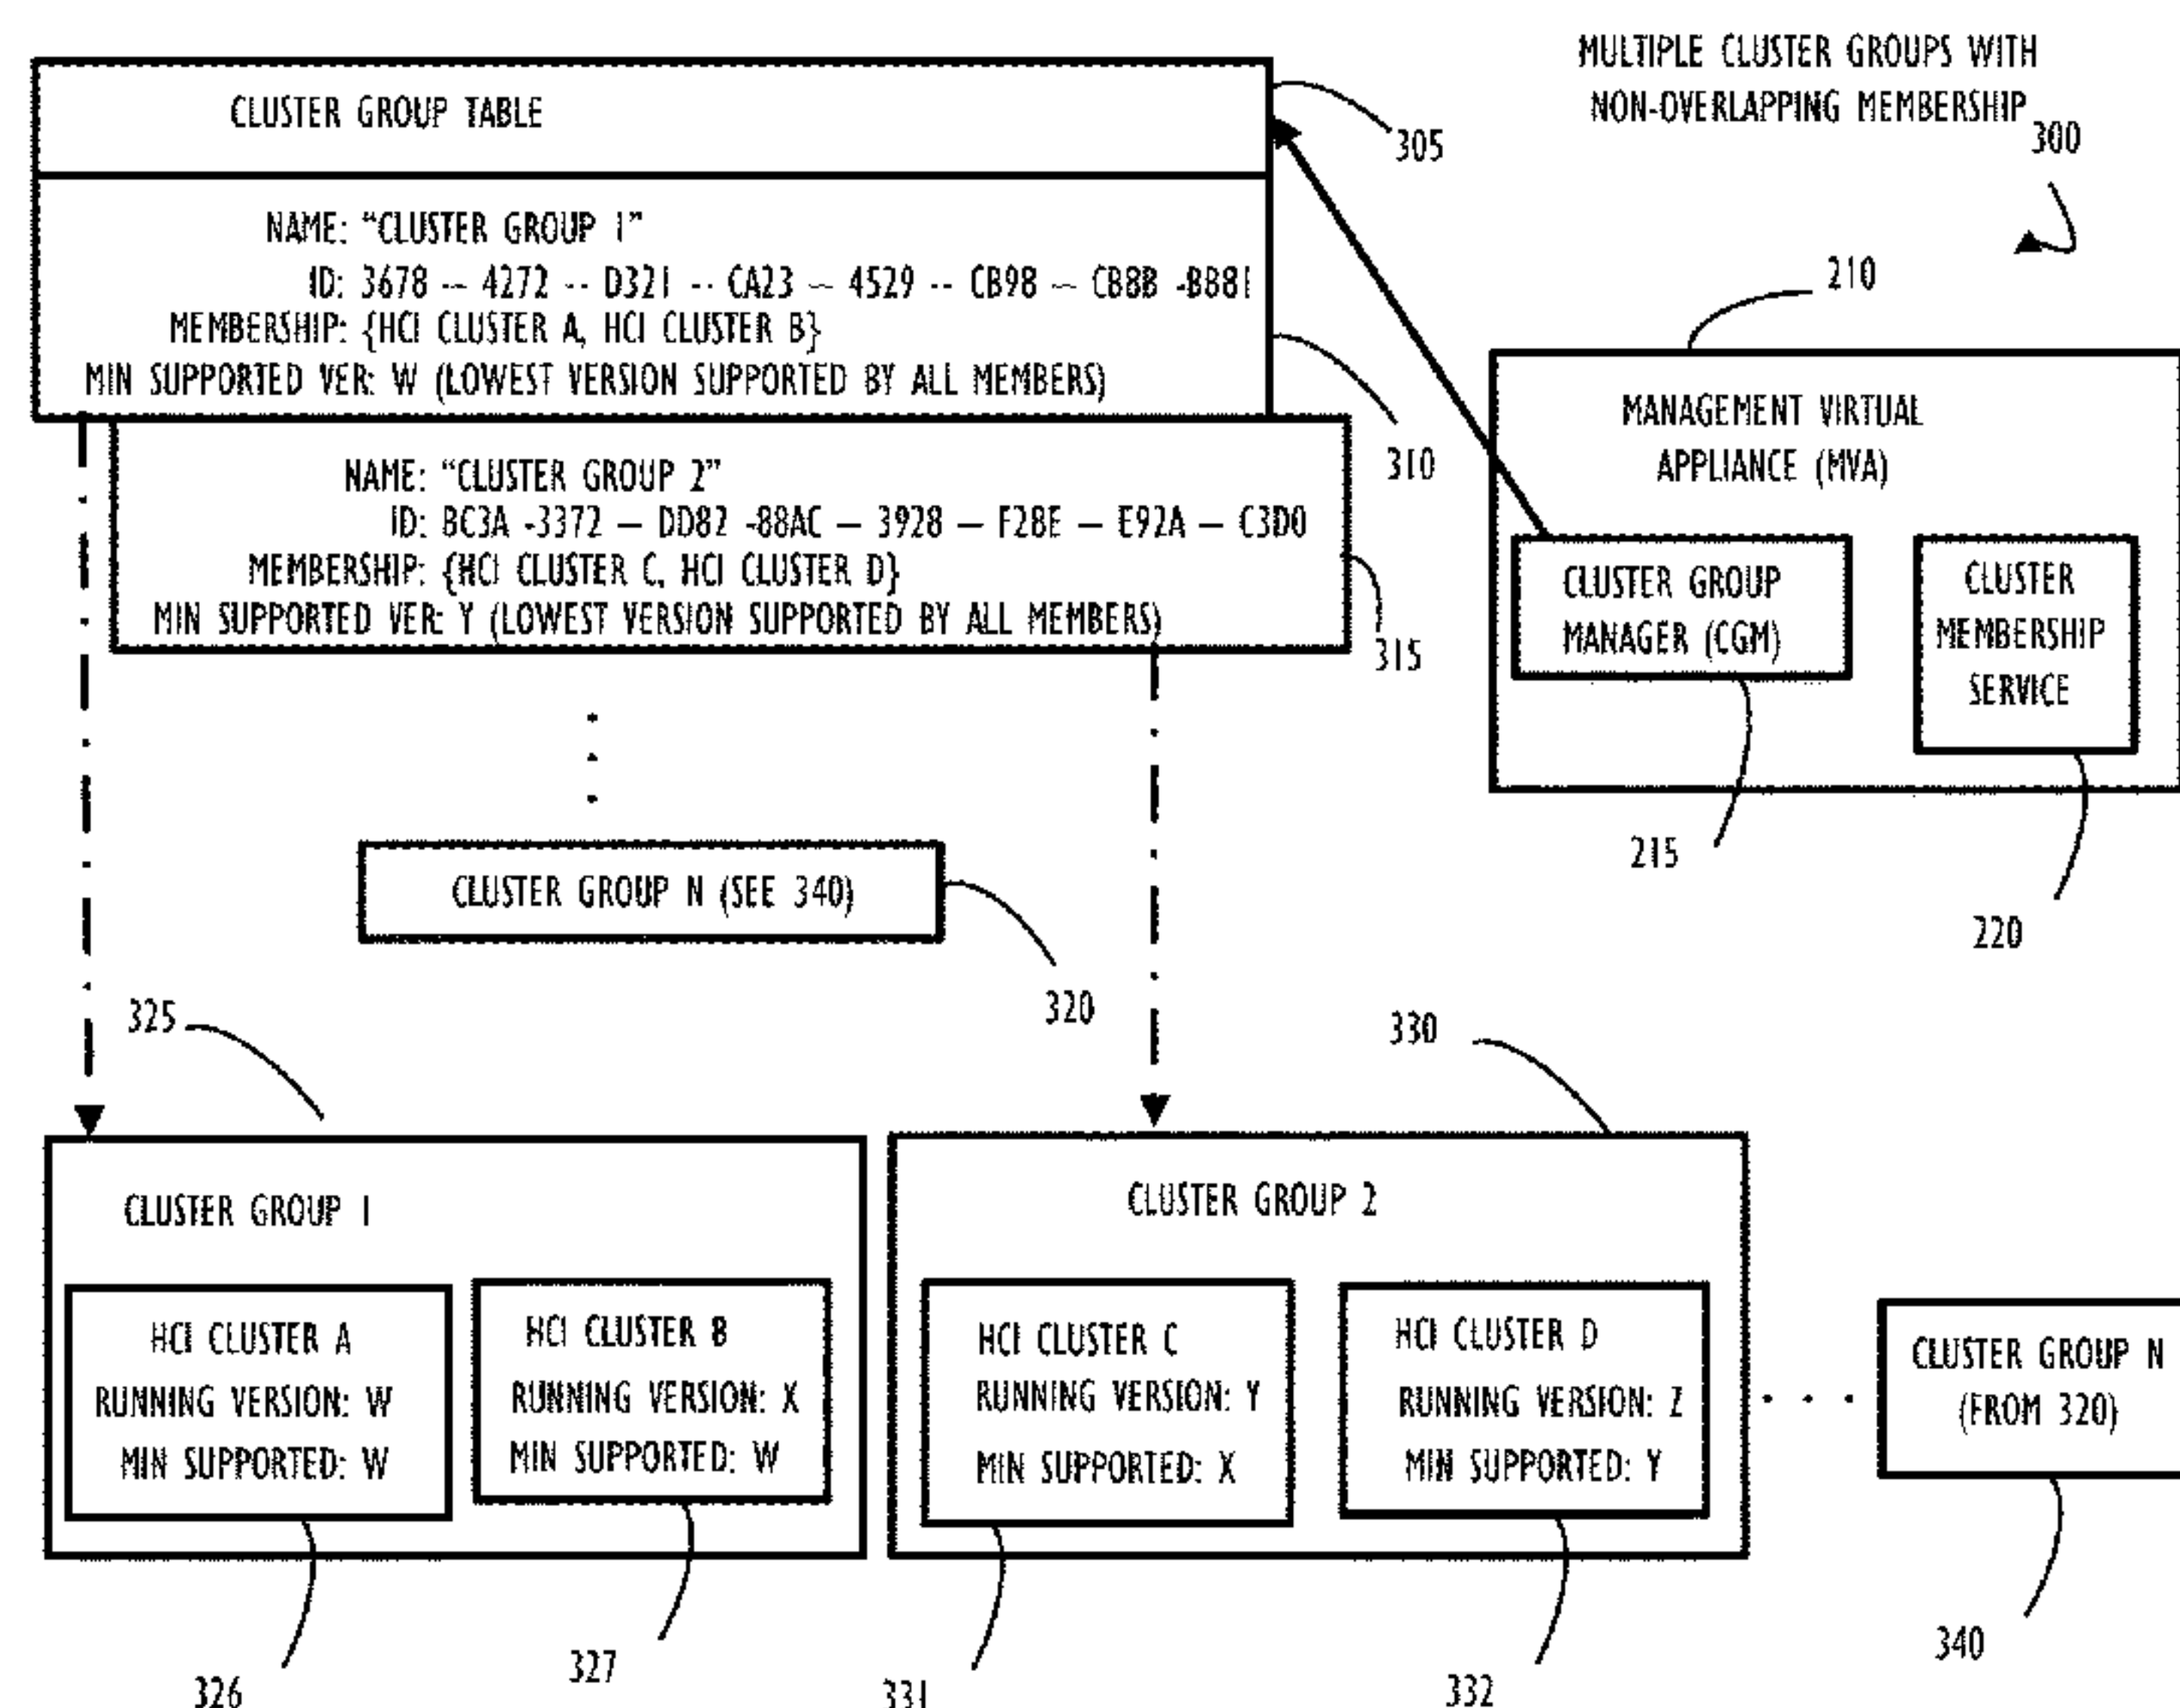 MULTIPLE CLUSTER GROUPS WITH
NON-OVERLAPPING MEMBERSHIP
300
CLUSTER GROUP TABLE
305
NAME: “CLUSTER GROUP 1”
ID: 3678 -- 4272 -- D321 -- CA23 -- 4529 -- CB98 -- CB8B -B881
MEMBERSHIP: {HCI CLUSTER A, HCI CLUSTER B}
MIN SUPPORTED VER: W (LOWEST VERSION SUPPORTED BY ALL MEMBERS)
310
NAME: “CLUSTER GROUP 2”
ID: BC3A -3372 – DD82 -88AC – 3928 – F28E – E92A – C3D0
MEMBERSHIP: {HCI CLUSTER C, HCI CLUSTER D}
MIN SUPPORTED VER: Y (LOWEST VERSION SUPPORTED BY ALL MEMBERS)
315
210
MANAGEMENT VIRTUAL
APPLIANCE (MVA)
CLUSTER GROUP
MANAGER (CGM)
CLUSTER
MEMBERSHIP
SERVICE
215
220
CLUSTER GROUP N (SEE 340)
320
325
330
CLUSTER GROUP 1
HCI CLUSTER A
RUNNING VERSION: W
MIN SUPPORTED: W
HCI CLUSTER B
RUNNING VERSION: X
MIN SUPPORTED: W
CLUSTER GROUP 2
HCI CLUSTER C
RUNNING VERSION: Y
MIN SUPPORTED: X
HCI CLUSTER D
RUNNING VERSION: Z
MIN SUPPORTED: Y
CLUSTER GROUP N
(FROM 320)
326
327
331
332
340